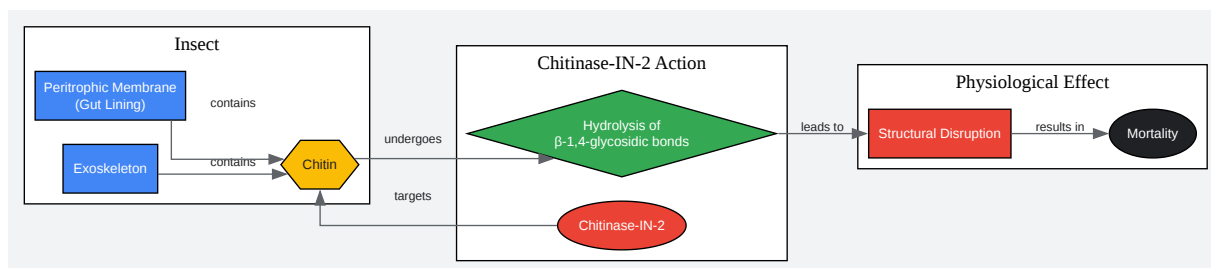 Insect
Peritrophic Membrane
(Gut Lining)
contains
Exoskeleton
contains
Chitin
undergoes
targets
Chitinase-IN-2 Action
Hydrolysis of
β-1,4-glycosidic bonds
Chitinase-IN-2
leads to
Physiological Effect
Structural Disruption
results in
Mortality